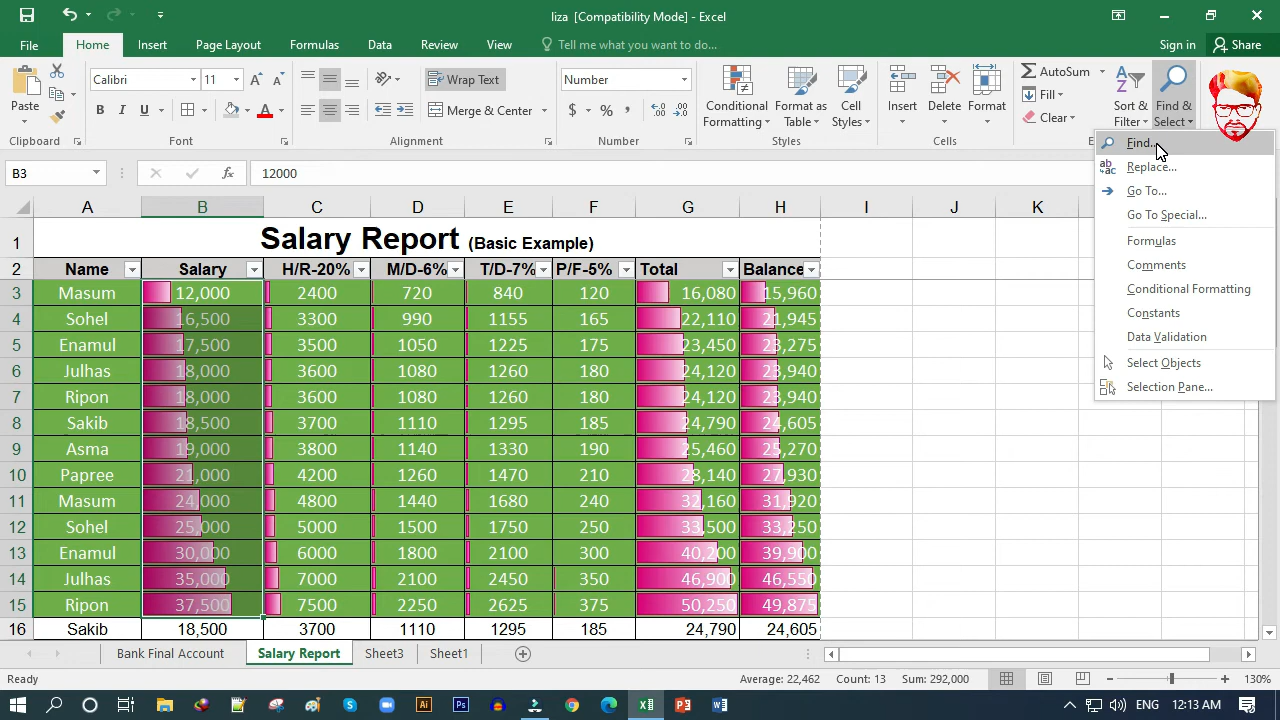 liza [Compatibility Mode] - Excel
File Home Insert Page Layout Formulas Data Review View Tell me what you want to do... Sign in Share
Paste Calibri 11 Wrap Text Number Conditional Formatting Format as Table Cell Styles Insert Delete Format AutoSum Sort & Filter Find & Select
B I U Merge & Center $ % , Fill
Clear
Clipboard Font Alignment Number Styles Cells
Find...
Replace...
Go To...
Go To Special...
Formulas
Comments
Conditional Formatting
Constants
Data Validation
Select Objects
Selection Pane...
B3 fx 12000
A B C D E F G H I J K
1 Salary Report (Basic Example)
2 Name Salary H/R-20% M/D-6% T/D-7% P/F-5% Total Balance
3 Masum 12,000 2400 720 840 120 16,080 15,960
4 Sohel 16,500 3300 990 1155 165 22,110 21,945
5 Enamul 17,500 3500 1050 1225 175 23,450 23,275
6 Julhas 18,000 3600 1080 1260 180 24,120 23,940
7 Ripon 18,000 3600 1080 1260 180 24,120 23,940
8 Sakib 18,500 3700 1110 1295 185 24,790 24,605
9 Asma 19,000 3800 1140 1330 190 25,460 25,270
10 Papree 21,000 4200 1260 1470 210 28,140 27,930
11 Masum 24,000 4800 1440 1680 240 32,160 31,920
12 Sohel 25,000 5000 1500 1750 250 33,500 33,250
13 Enamul 30,000 6000 1800 2100 300 40,200 39,900
14 Julhas 35,000 7000 2100 2450 350 46,900 46,550
15 Ripon 37,500 7500 2250 2625 375 50,250 49,875
16 Sakib 18,500 3700 1110 1295 185 24,790 24,605
Bank Final Account Salary Report Sheet3 Sheet1
Ready Average: 22,462 Count: 13 Sum: 292,000 130%
Ai Ps ENG 12:13 AM